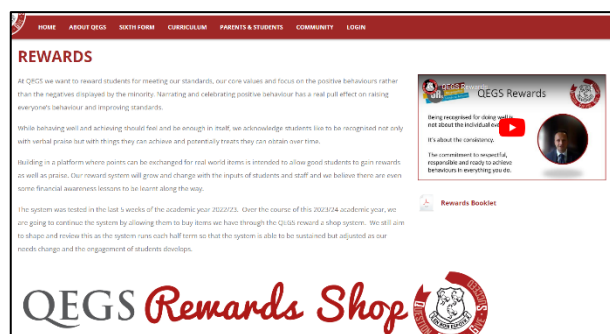 HOME ABOUT QEGS SIXTH FORM CURRICULUM PARENTS & STUDENTS COMMUNITY LOGIN
REWARDS
At QEGS we want to reward students for meeting our standards, our core values and focus on the positive behaviours rather
than the negatives displayed by the minority. Narrating and celebrating positive behaviour has a real pull effect on raising
everyone's behaviour and improving standards.
While behaving well and achieving should feel and be enough in itself, we acknowledge students like to be recognised not only
with verbal praise but with things they can achieve and potentially treats they can obtain over time.
Building in a platform where points can be exchanged for real world items is intended to allow good students to gain rewards
as well as praise. Our reward system will grow and change with the inputs of students and staff and we believe there are even
some financial awareness lessons to be learnt along the way.
The system was tested in the last 5 weeks of the academic year 2022/23. Over the course of this 2023/24 academic year, we
are going to continue the system by allowing them to buy items we have through the QEGS reward a shop system. We still aim
to shape and review this as the system runs each half term so that the system is able to be sustained but adjusted as our
needs change and the engagement of students develops.
QEGS Rewards
QEGS Rewards
Being recognised for doing well is
not about the individual
It's about the consistency.
The commitment to respectful,
responsible and ready to achieve
behaviours in everything you do.
Rewards Booklet
QEGS Rewards Shop